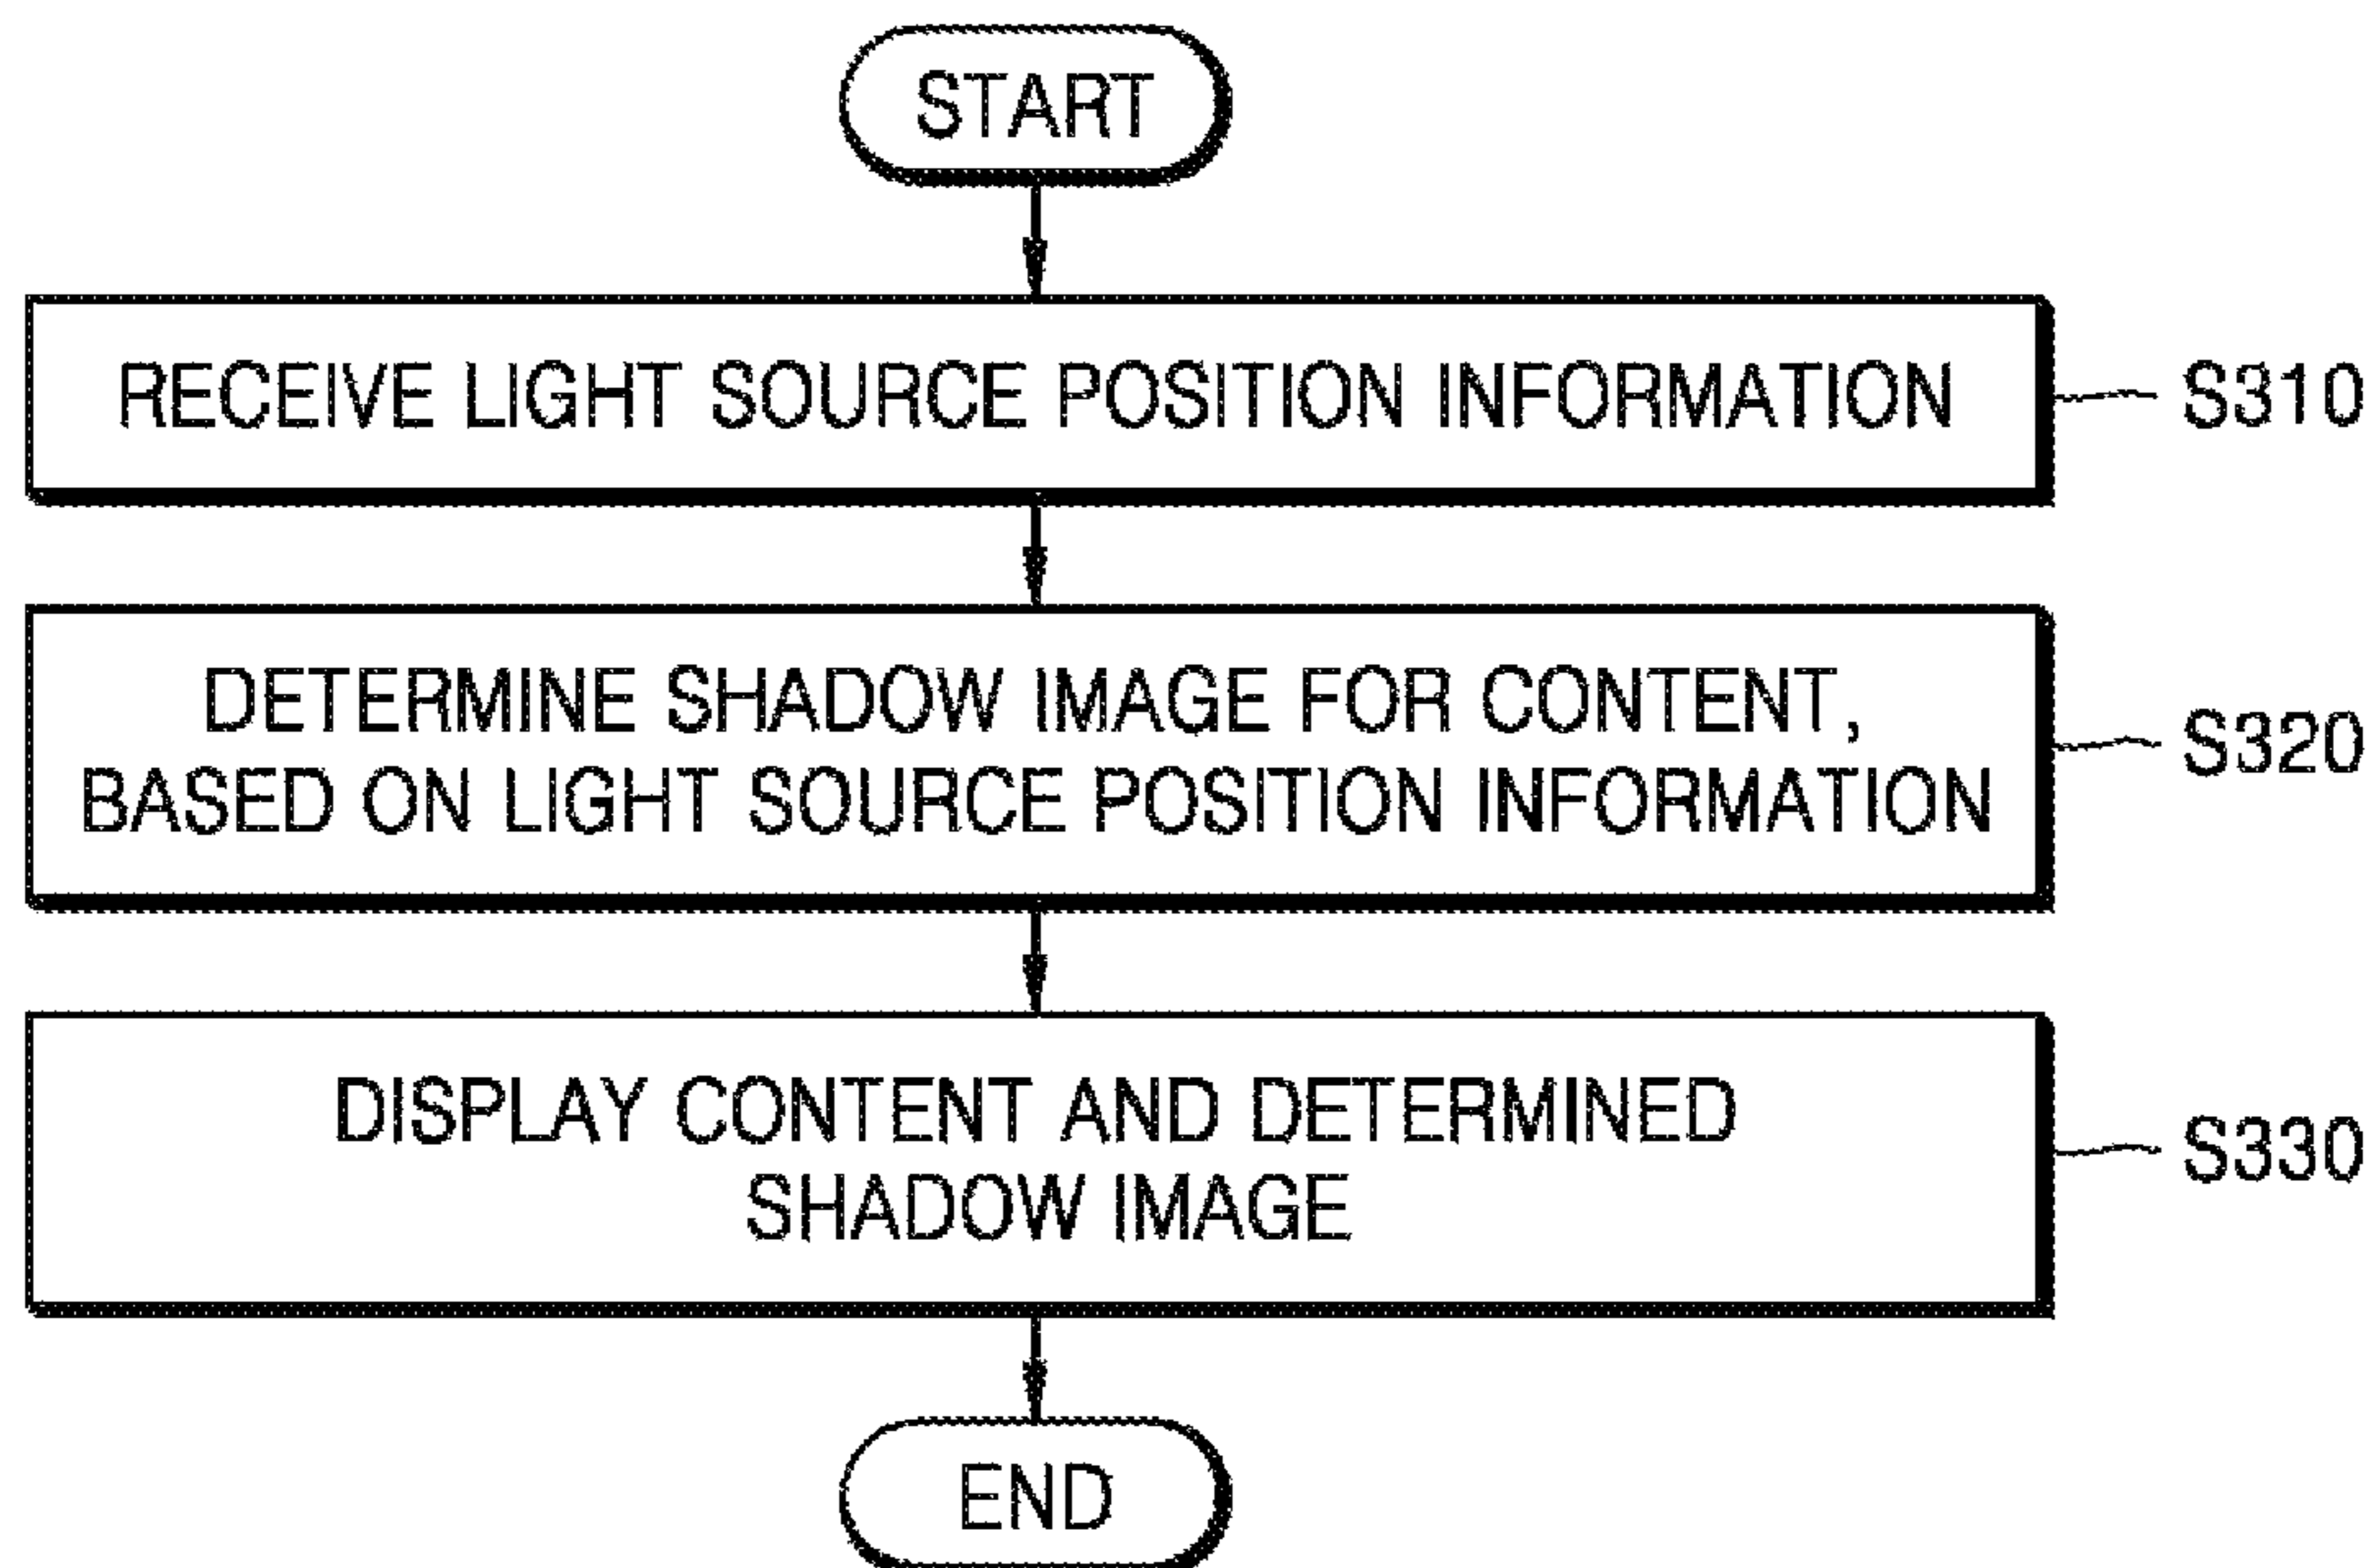 START
RECEIVE LIGHT SOURCE POSITION INFORMATION
S310
DETERMINE SHADOW IMAGE FOR CONTENT,
BASED ON LIGHT SOURCE POSITION INFORMATION
S320
DISPLAY CONTENT AND DETERMINED
SHADOW IMAGE
S330
END